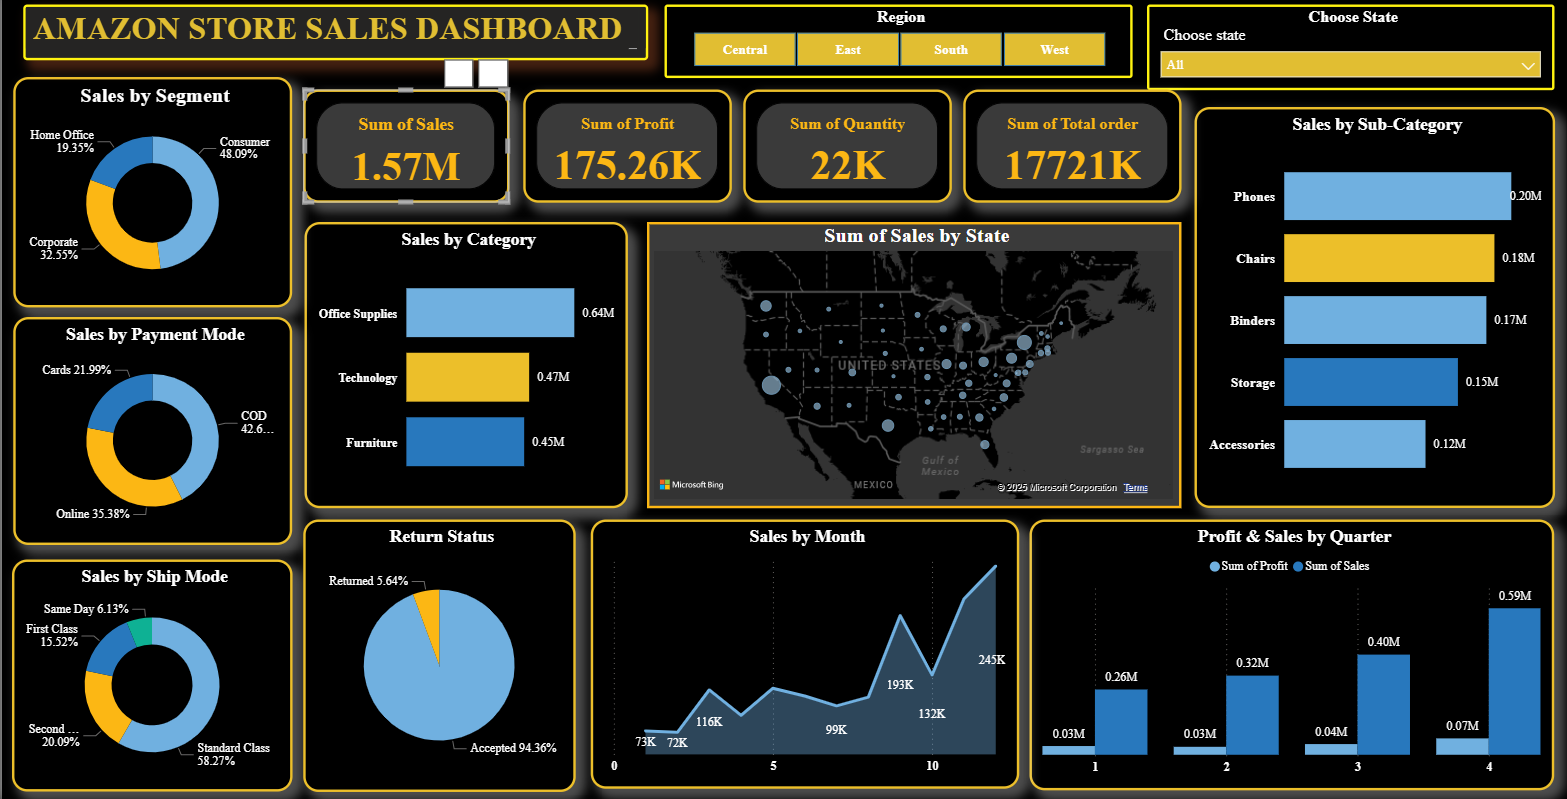 AMAZON STORE SALES DASHBOARD _
Region
Central
East
South
West
Choose State
Choose state
All
Sales by Segment
Home Office
19.35%
Consumer
48.09%
Corporate
32.55%
Sum of Sales
1.57M
Sum of Profit
175.26K
Sum of Quantity
22K
Sum of Total order
17721K
Sales by Sub-Category
Phones
0.20M
Chairs
0.18M
Binders
0.17M
Storage
0.15M
Accessories
0.12M
Sales by Category
Office Supplies
0.64M
Technology
0.47M
Furniture
0.45M
Sum of Sales by State
UNITED STATES
Sargasso Sea
Gulf of
Mexico
MEXICO
Microsoft Bing
© 2025 Microsoft Corporation
Terms
Sales by Payment Mode
Cards 21.99%
COD
42.6...
Online 35.38%
Sales by Ship Mode
Same Day 6.13%
First Class
15.52%
Second ...
20.09%
Standard Class
58.27%
Return Status
Returned 5.64%
Accepted 94.36%
Sales by Month
73K
72K
116K
99K
193K
132K
245K
0
5
10
Profit & Sales by Quarter
Sum of Profit
Sum of Sales
0.03M
0.26M
0.03M
0.32M
0.04M
0.40M
0.07M
0.59M
1
2
3
4